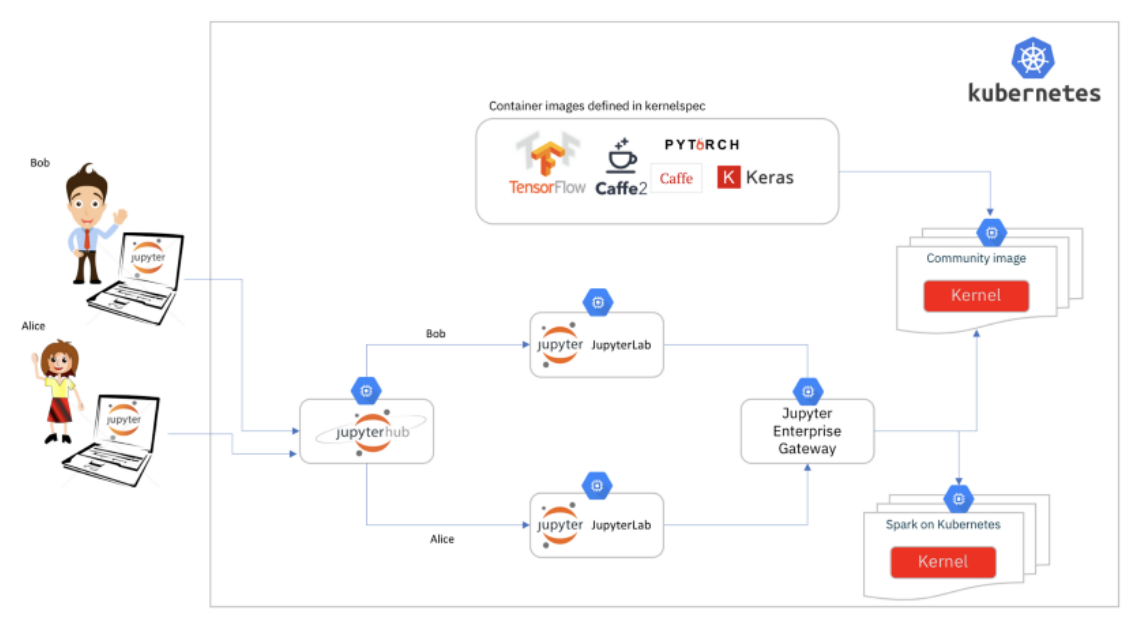 kubernetes
Container images defined in kernelspec
TensorFlow
Caffe2
PYTORCH
Caffe
K Keras
Bob
jupyter
Alice
jupyter
Community image
Kernel
Bob
jupyter JupyterLab
jupyterhub
Jupyter
Enterprise
Gateway
Alice
jupyter JupyterLab
Spark on Kubernetes
Kernel